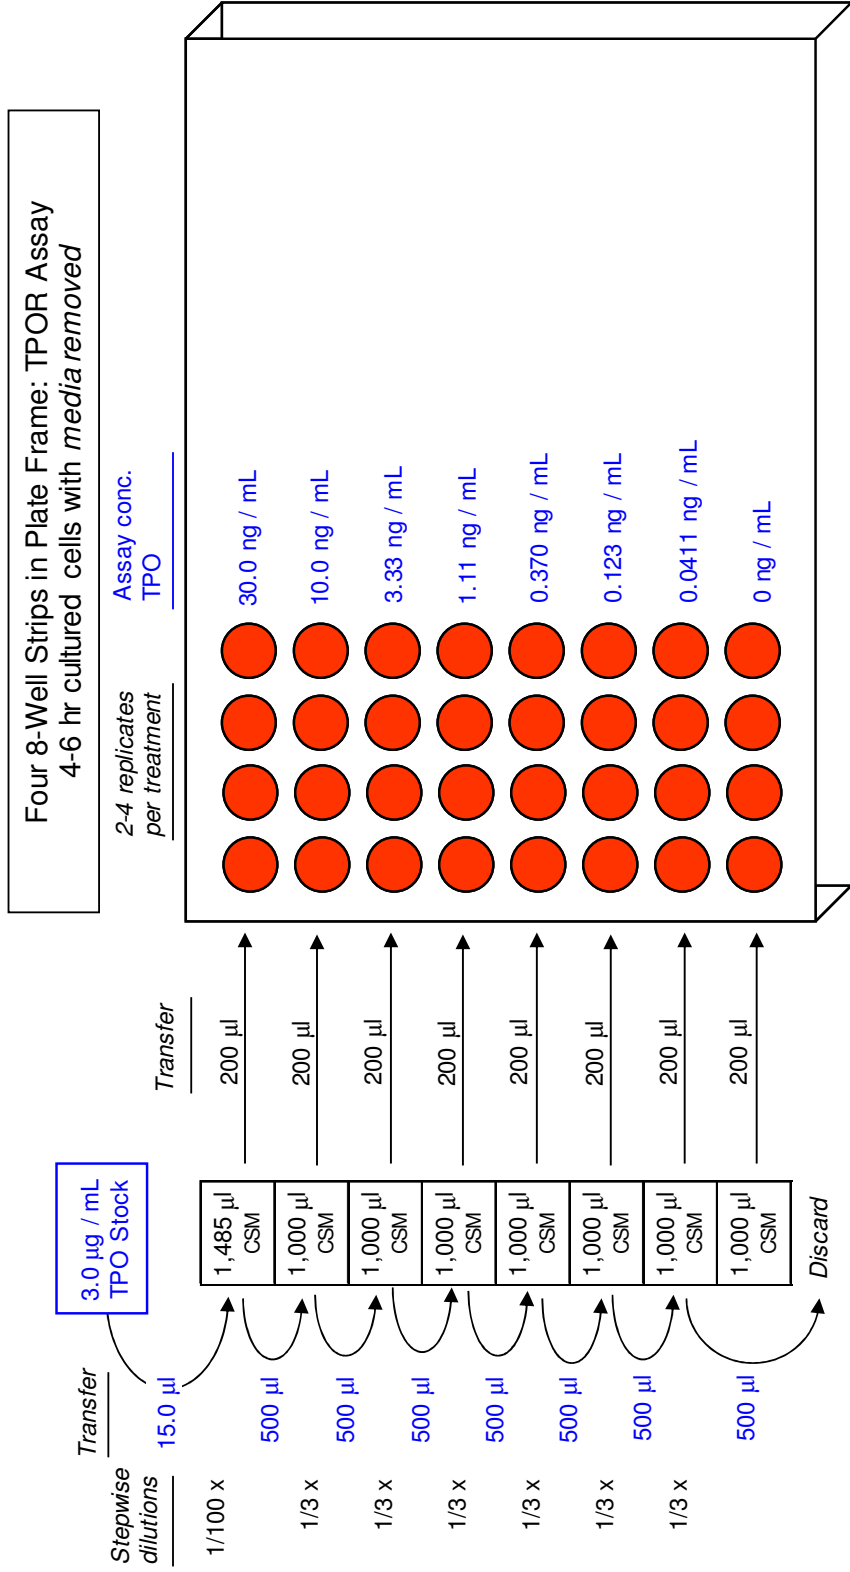 Four 8-Well Strips in Plate Frame: TPOR Assay
4-6 hr cultured cells with media removed
3.0 µg / mL
TPO Stock
Stepwise
dilutions
Transfer
Transfer
2-4 replicates
per treatment
Assay conc.
TPO
15.0 µl
1/100 x
1,485 µl
CSM
200 µl
30.0 ng / mL
500 µl
1/3 x
1,000 µl
CSM
200 µl
10.0 ng / mL
500 µl
1/3 x
1,000 µl
CSM
200 µl
3.33 ng / mL
500 µl
1/3 x
1,000 µl
CSM
200 µl
1.11 ng / mL
500 µl
1/3 x
1,000 µl
CSM
200 µl
0.370 ng / mL
500 µl
1/3 x
1,000 µl
CSM
200 µl
0.123 ng / mL
500 µl
1/3 x
1,000 µl
CSM
200 µl
0.0411 ng / mL
500 µl
1,000 µl
CSM
200 µl
0 ng / mL
Discard